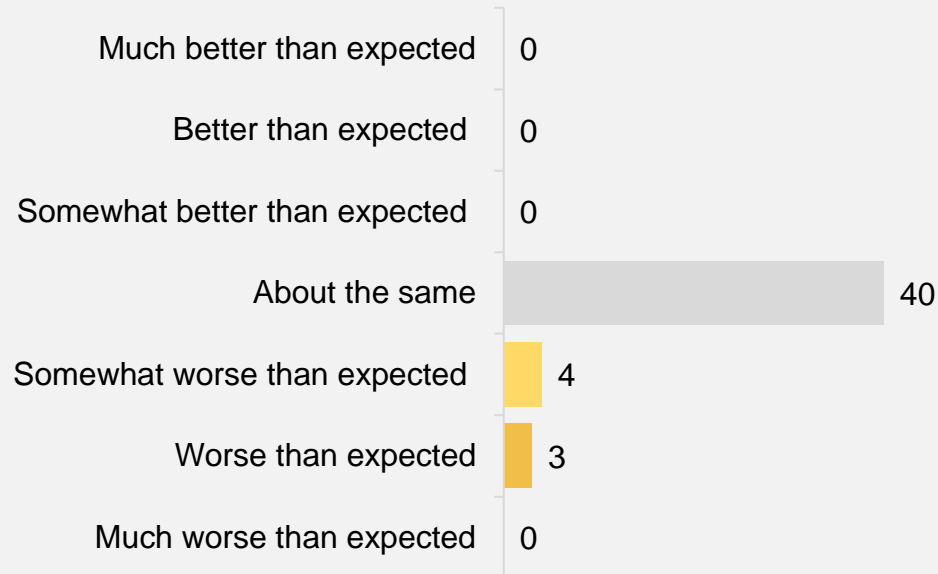 Much better than expected 0
Better than expected 0
Somewhat better than expected 0
About the same 40
Somewhat worse than expected 4
Worse than expected 3
Much worse than expected 0